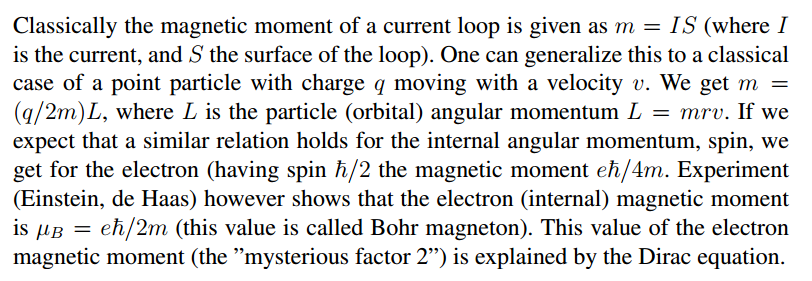 Classically the magnetic moment of a current loop is given as m = IS (where I
is the current, and S the surface of the loop). One can generalize this to a classical
case of a point particle with charge q moving with a velocity v. We get m =
(q/2m)L, where L is the particle (orbital) angular momentum L = mrv. If we
expect that a similar relation holds for the internal angular momentum, spin, we
get for the electron (having spin ħ/2 the magnetic moment eħ/4m. Experiment
(Einstein, de Haas) however shows that the electron (internal) magnetic moment
is μB = eħ/2m (this value is called Bohr magneton). This value of the electron
magnetic moment (the ”mysterious factor 2”) is explained by the Dirac equation.